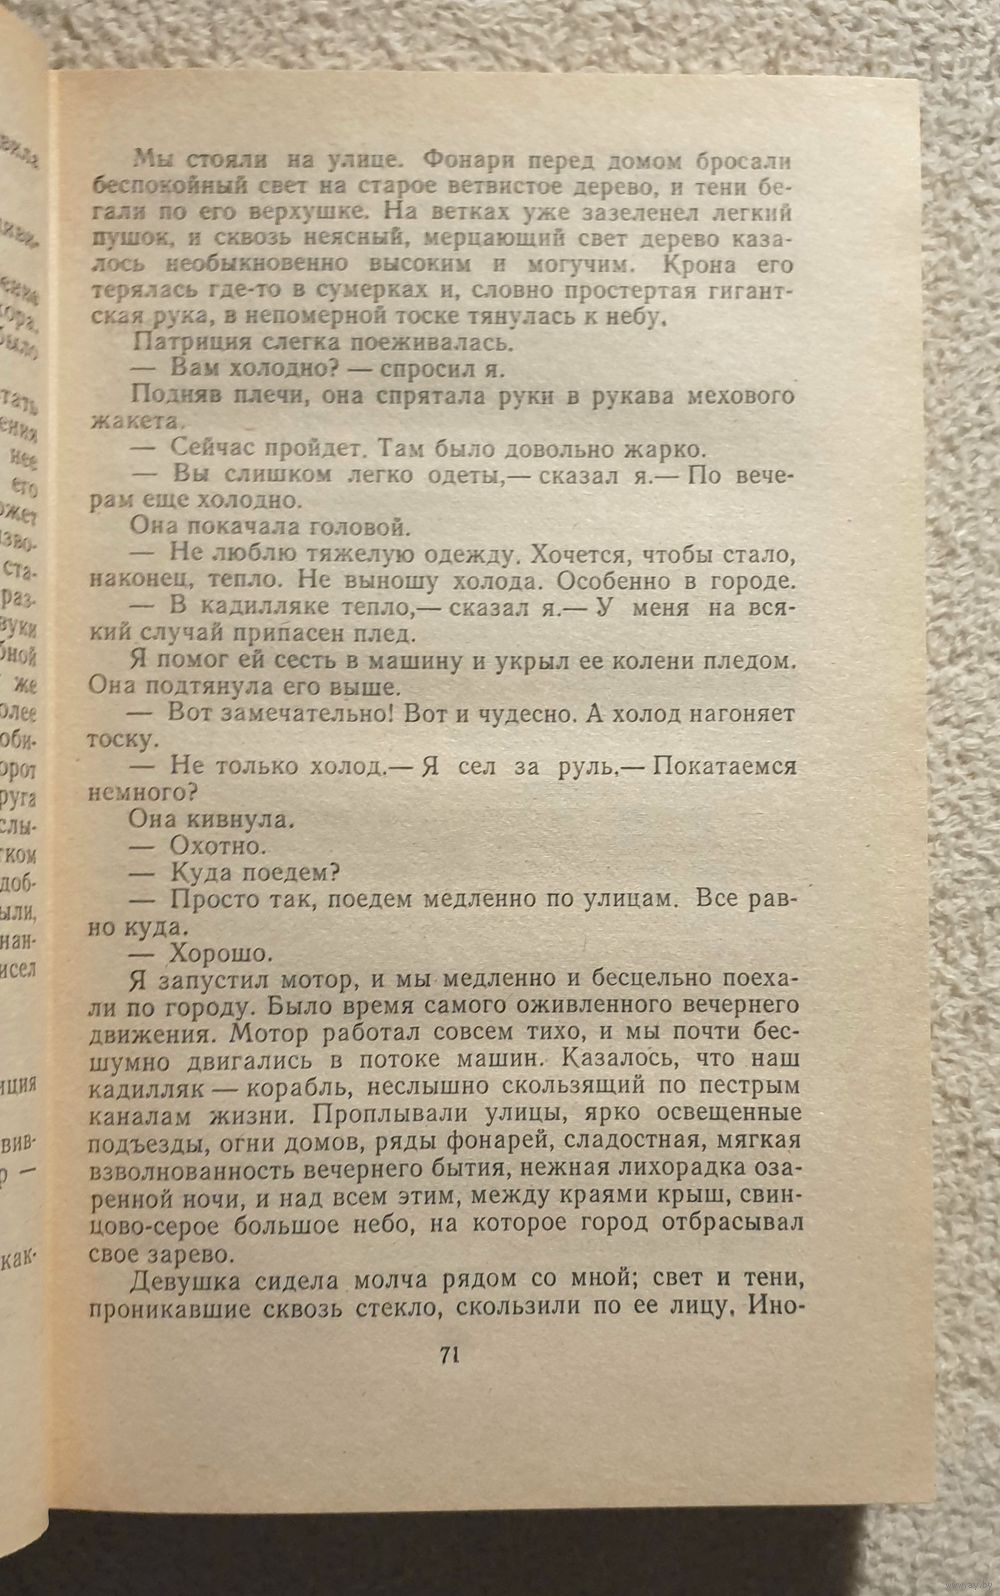 Мы стояли на улице. Фонари перед домом бросали
беспокойный свет на старое ветвистое дерево, и тени бе-
гали по его верхушке. На ветках уже зазеленел легкий
пушок, и сквозь неясный, мерцающий свет дерево каза-
лось необыкновенно высоким и могучим. Крона его
терялась где-то в сумерках и, словно простертая гигант-
ская рука, в непомерной тоске тянулась к небу.
Патриция слегка поеживалась.
— Вам холодно? — спросил я.
Подняв плечи, она спрятала руки в рукава мехового
жакета.
— Сейчас пройдет. Там было довольно жарко.
— Вы слишком легко одеты,— сказал я.— По вече-
рам еще холодно.
Она покачала головой.
— Не люблю тяжелую одежду. Хочется, чтобы стало,
наконец, тепло. Не выношу холода. Особенно в городе.
— В кадилляке тепло,— сказал я.— У меня на вся-
кий случай припасен плед.
Я помог ей сесть в машину и укрыл ее колени пледом.
Она подтянула его выше.
— Вот замечательно! Вот и чудесно. А холод нагоняет
тоску.
— Не только холод.— Я сел за руль.— Покатаемся
немного?
Она кивнула.
— Охотно.
— Куда поедем?
— Просто так, поедем медленно по улицам. Все рав-
но куда.
— Хорошо.
Я запустил мотор, и мы медленно и бесцельно поеха-
ли по городу. Было время самого оживленного вечернего
движения. Мотор работал совсем тихо, и мы почти бес-
шумно двигались в потоке машин. Казалось, что наш
кадилляк — корабль, неслышно скользящий по пестрым
каналам жизни. Проплывали улицы, ярко освещенные
подъезды, огни домов, ряды фонарей, сладостная, мягкая
взволнованность вечернего бытия, нежная лихорадка оза-
ренной ночи, и над всем этим, между краями крыш, свин-
цово-серое большое небо, на которое город отбрасывал
свое зарево.
Девушка сидела молча рядом со мной; свет и тени,
проникавшие сквозь стекло, скользили по ее лицу. Ино-
71